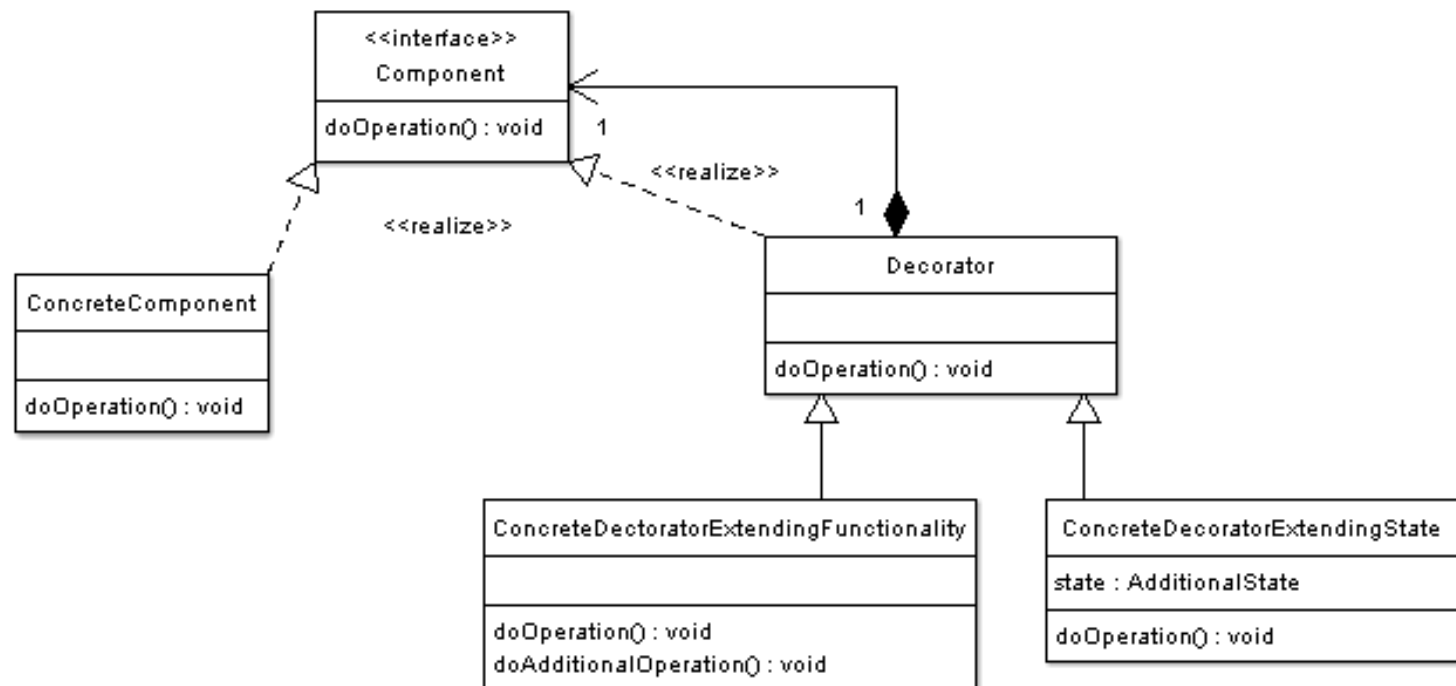 <<interface>>
Component
doOperation() : void
1
<<realize>>
<<realize>>
1
Decorator
doOperation() : void
ConcreteComponent
doOperation() : void
ConcreteDectoratorExtendingFunctionality
doOperation() : void
doAdditionalOperation() : void
ConcreteDecoratorExtendingState
state : AdditionalState
doOperation() : void